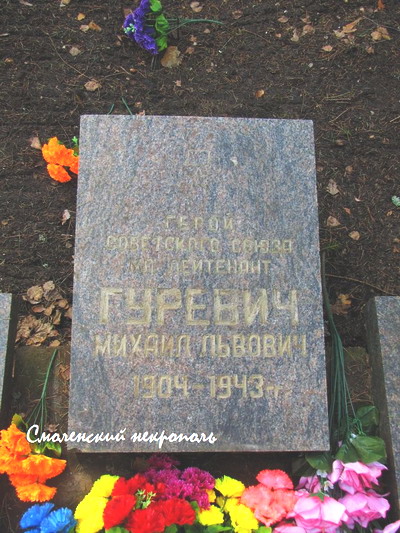 ГЕРОЙ
СОВЕТСКОГО СОЮЗА
МЛ. ЛЕЙТЕНАНТ
ГУРЕВИЧ
МИХАИЛ ЛЬВОВИЧ
1904-1943 г.
Смоленский некрополь